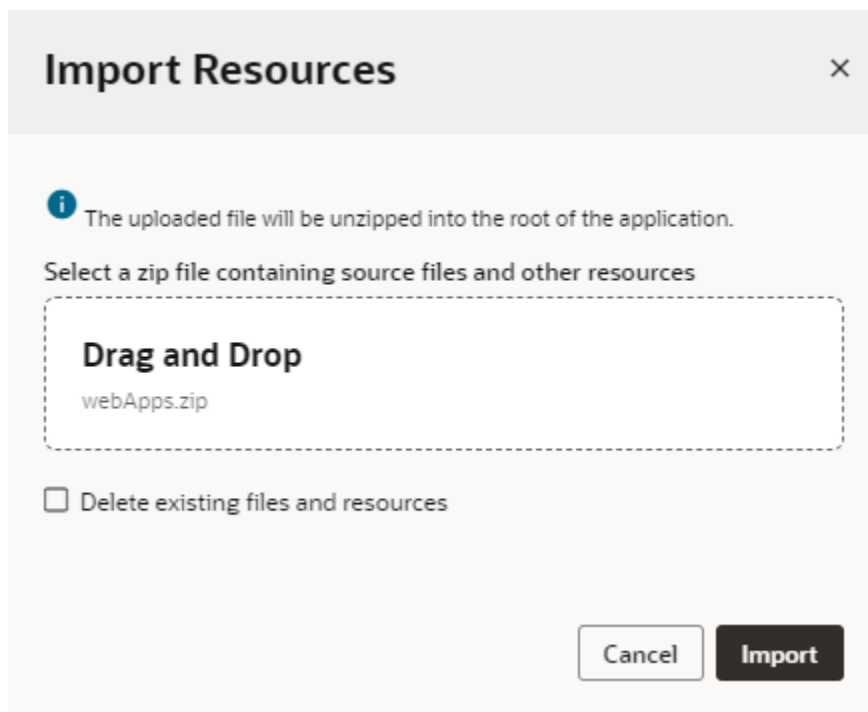 Import Resources
The uploaded file will be unzipped into the root of the application.
Select a zip file containing source files and other resources
Drag and Drop
webApps.zip
Delete existing files and resources
Cancel
Import